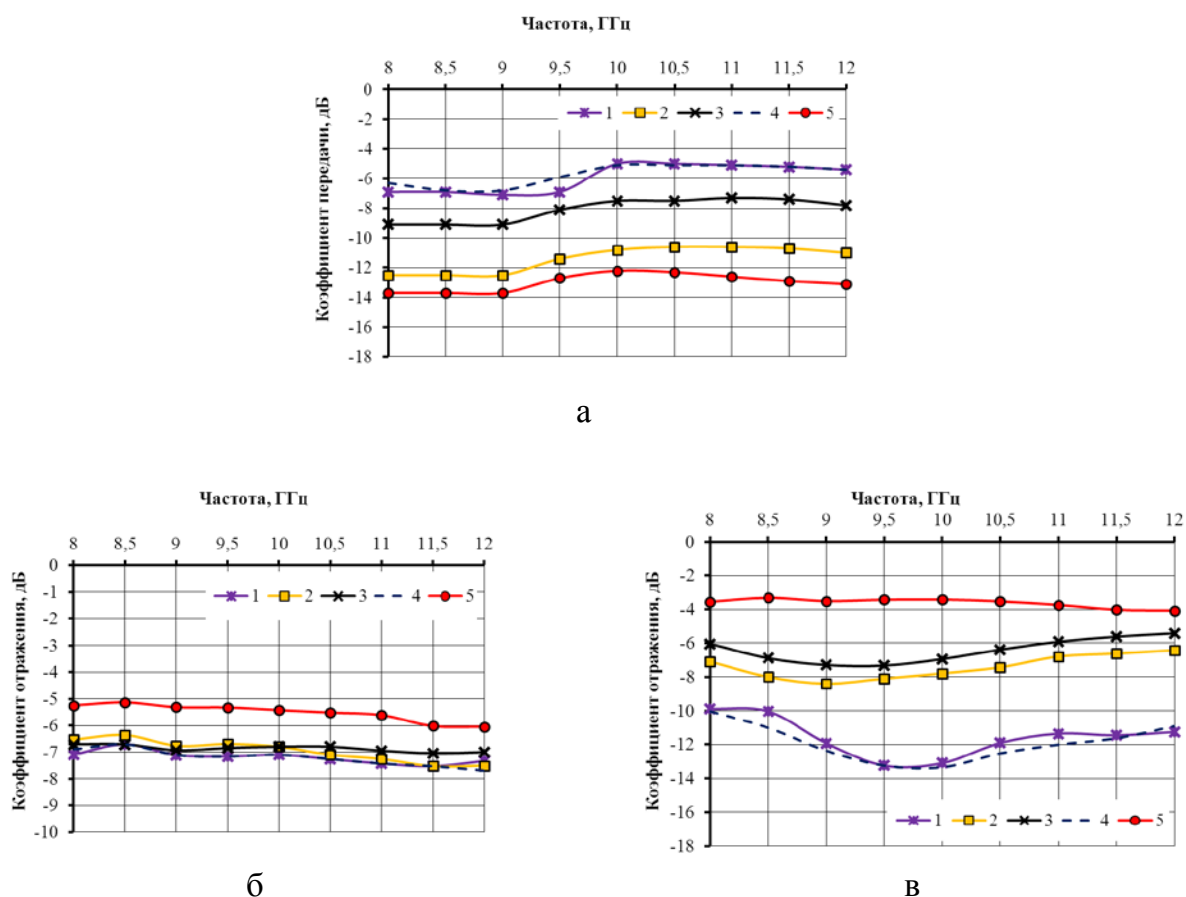 Частота, ГГц
8 8,5 9 9,5 10 10,5 11 11,5 12
0
-2
-4
-6
-8
-10
-12
-14
-16
-18
Коэффициент передачи, дБ
1 2 3 4 5
а
Частота, ГГц
8 8,5 9 9,5 10 10,5 11 11,5 12
0
-1
-2
-3
-4
-5
-6
-7
-8
-9
-10
Коэффициент отражения, дБ
1 2 3 4 5
б
Частота, ГГц
8 8,5 9 9,5 10 10,5 11 11,5 12
0
-2
-4
-6
-8
-10
-12
-14
-16
-18
Коэффициент отражения, дБ
1 2 3 4 5
в